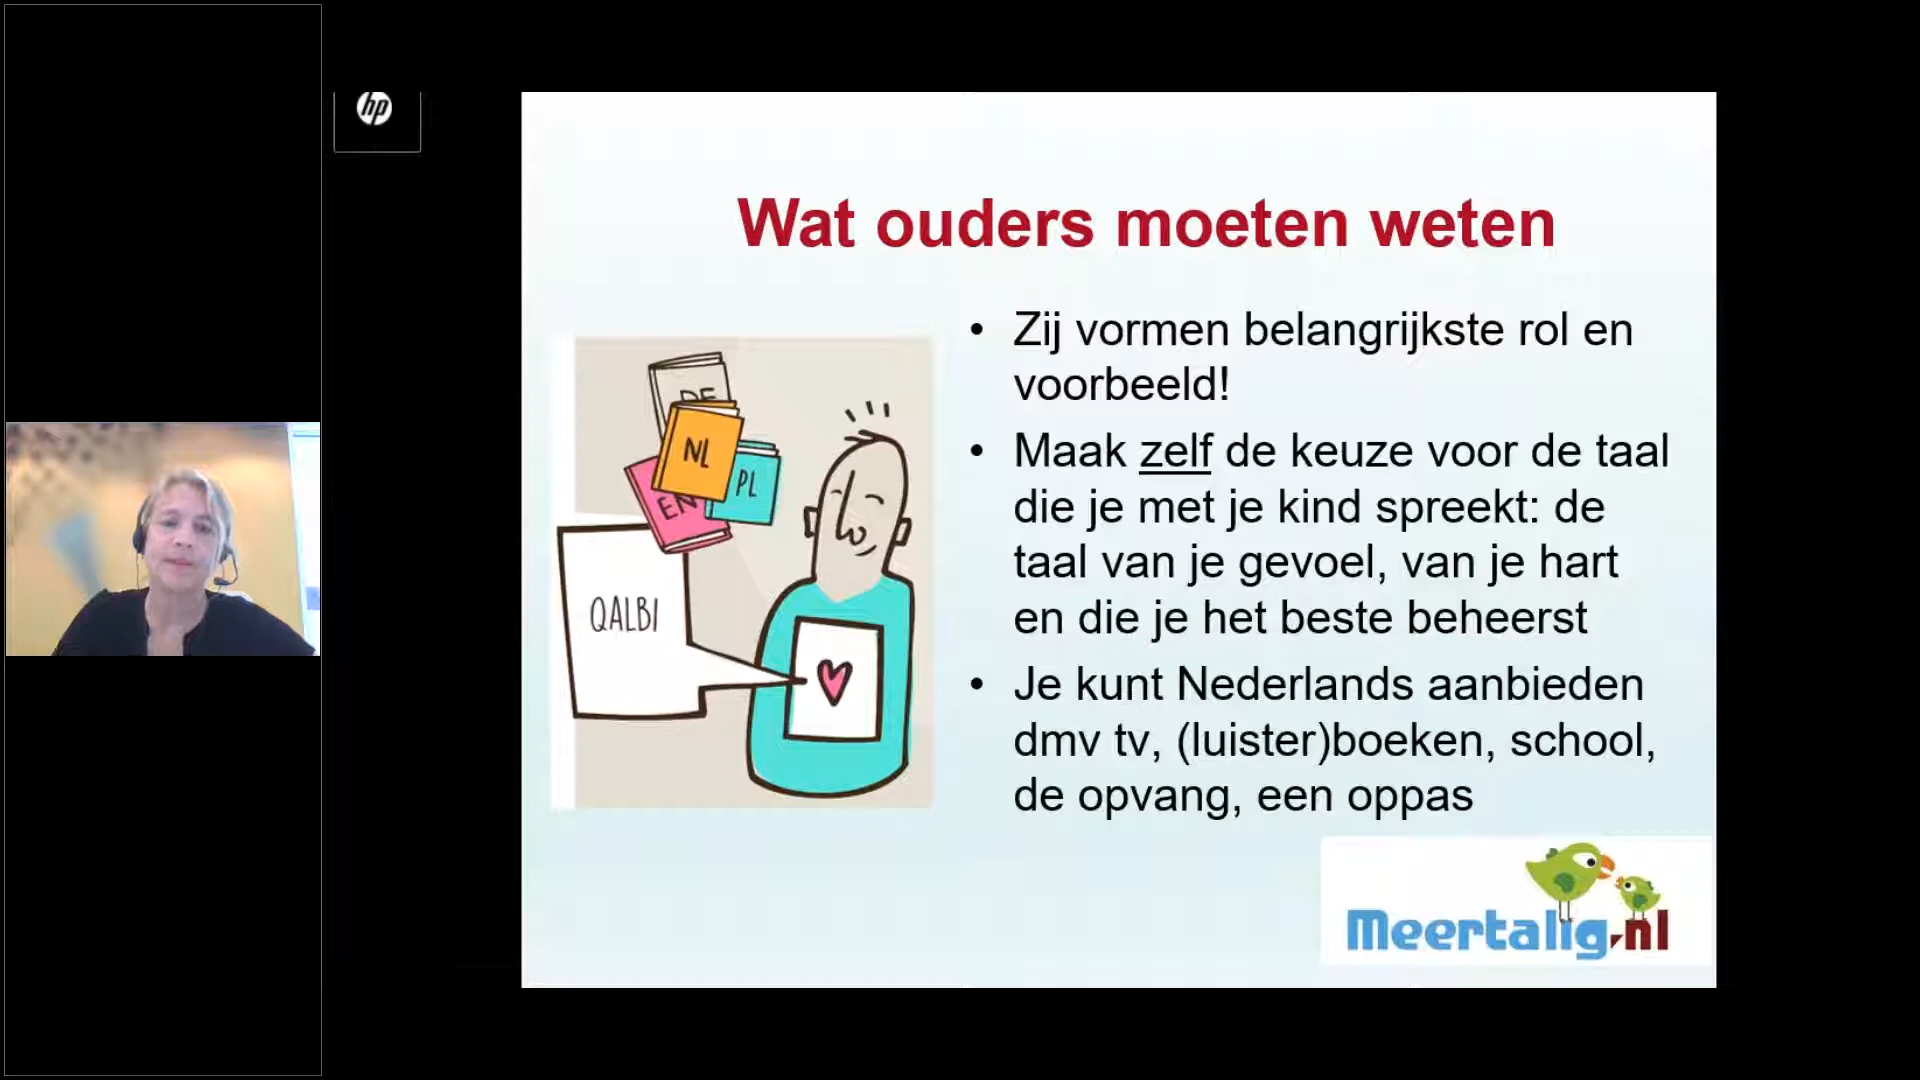 hp
Wat ouders moeten weten
DE
NL
PL
EN
QALBI
• Zij vormen belangrijkste rol en
voorbeeld!
• Maak zelf de keuze voor de taal
die je met je kind spreekt: de
taal van je gevoel, van je hart
en die je het beste beheerst
• Je kunt Nederlands aanbieden
dmv tv, (luister)boeken, school,
de opvang, een oppas
Meertalig.nl